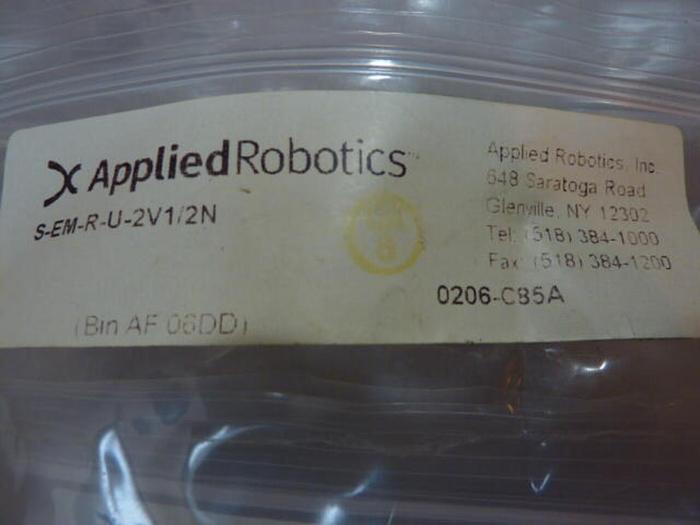 Applied Robotics™
S-EM-R-U-2V1/2N
(Bin AF 06DD)
Applied Robotics, Inc.
648 Saratoga Road
Glenville, NY 12302
Tel: (518) 384-1000
Fax: (518) 384-1200
0206-C85A